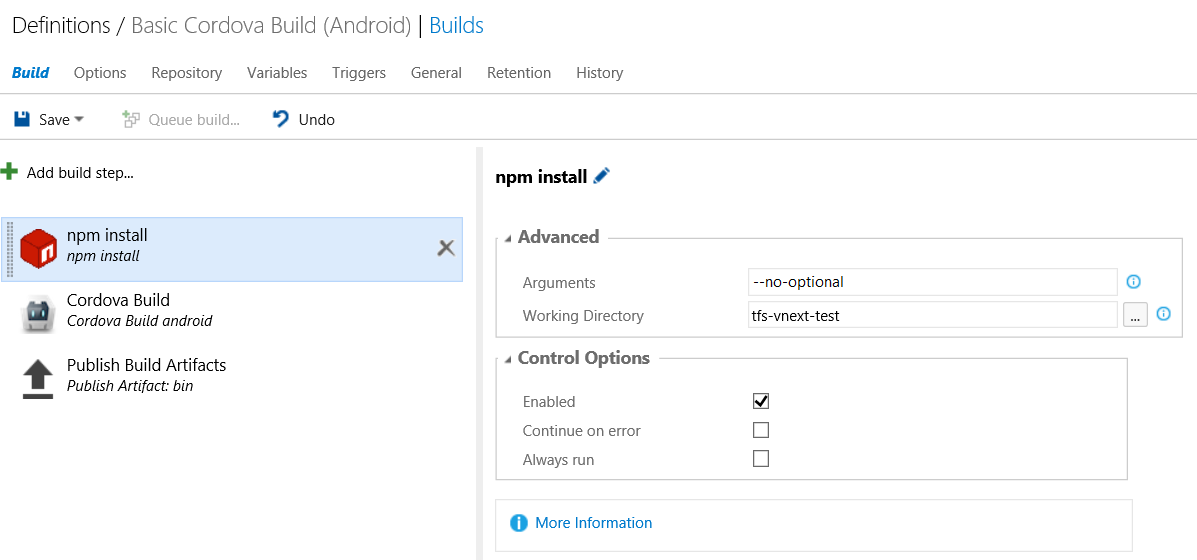 Definitions / Basic Cordova Build (Android) | Builds
Build Options Repository Variables Triggers General Retention History
Save Queue build... Undo
Add build step...
npm install
npm install
Cordova Build
Cordova Build android
Publish Build Artifacts
Publish Artifact: bin
npm install
Advanced
Arguments --no-optional
Working Directory tfs-vnext-test ...
Control Options
Enabled
Continue on error
Always run
More Information